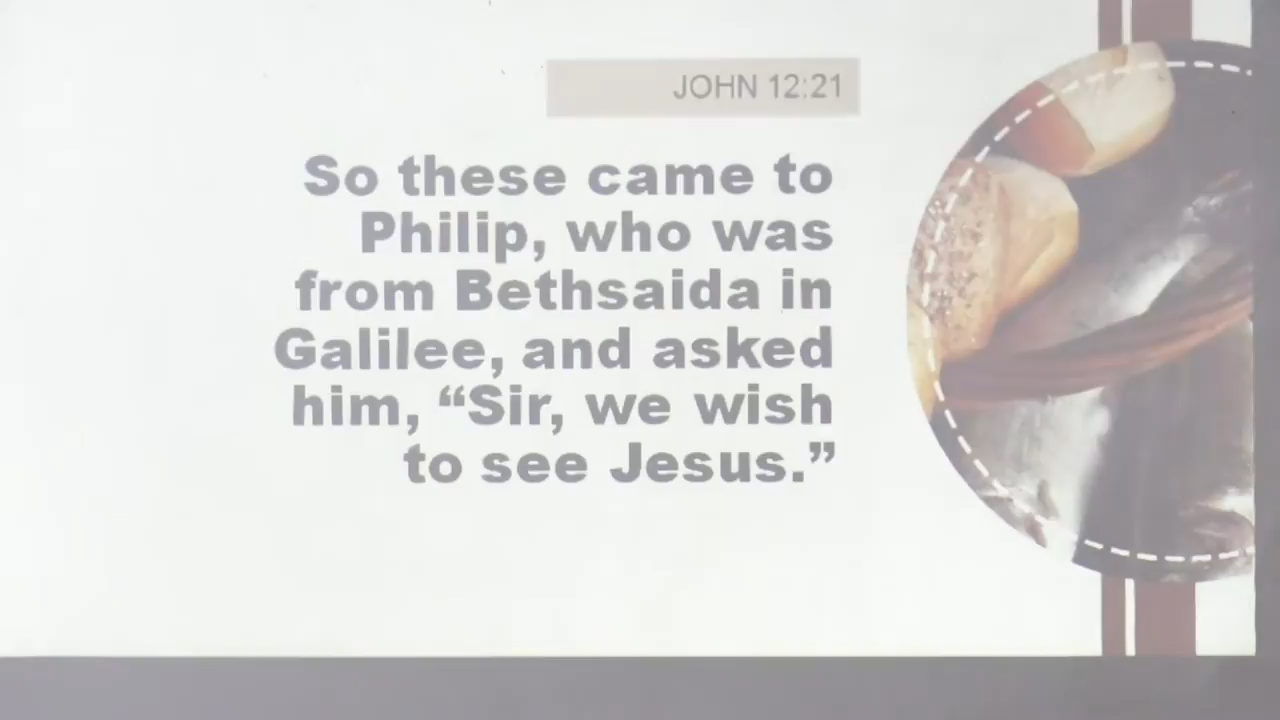 JOHN 12:21
So these came to
Philip, who was
from Bethsaida in
Galilee, and asked
him, “Sir, we wish
to see Jesus.”